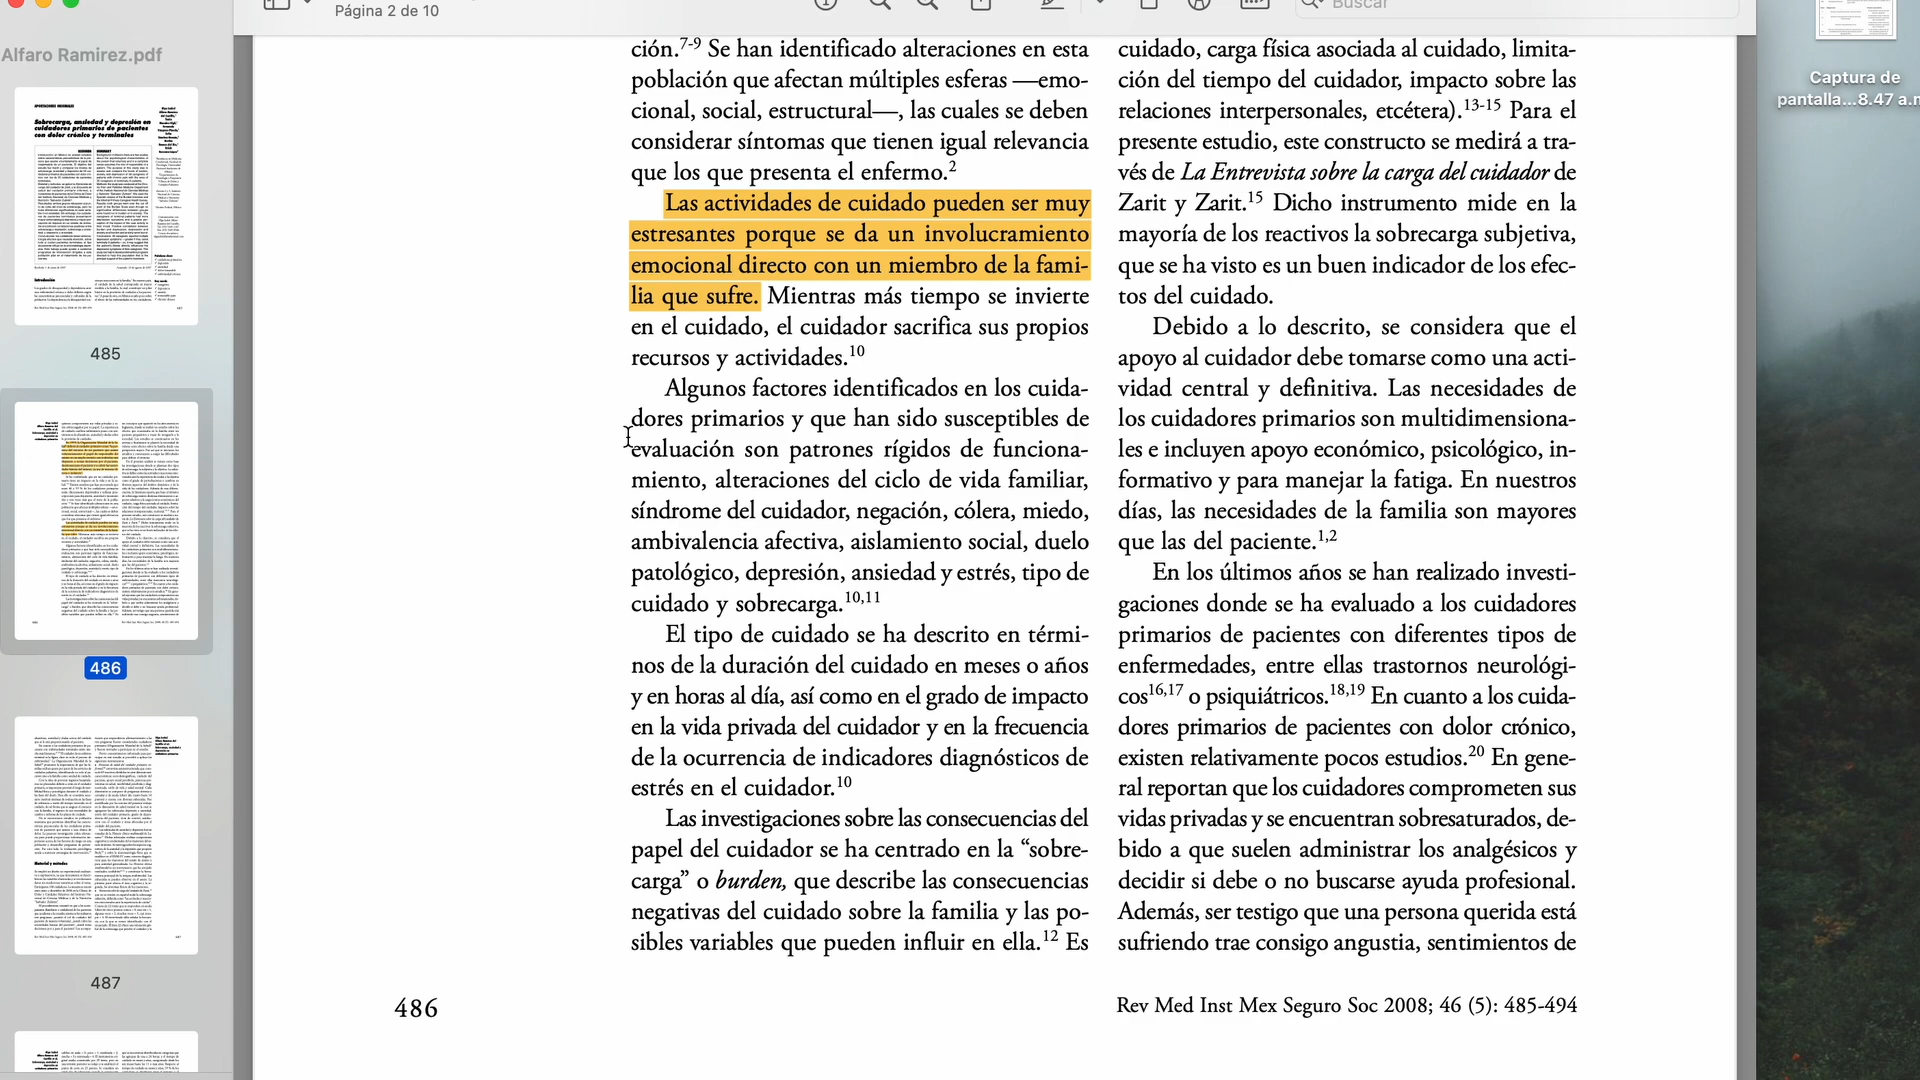 Página 2 de 10
Buscar
Alfaro Ramirez.pdf
485
486
487
ción.7-9 Se han identificado alteraciones en esta
población que afectan múltiples esferas —emo-
cional, social, estructural—, las cuales se deben
considerar síntomas que tienen igual relevancia
que los que presenta el enfermo.2
Las actividades de cuidado pueden ser muy
estresantes porque se da un involucramiento
emocional directo con un miembro de la fami-
lia que sufre. Mientras más tiempo se invierte
en el cuidado, el cuidador sacrifica sus propios
recursos y actividades.10
Algunos factores identificados en los cuida-
dores primarios y que han sido susceptibles de
evaluación son patrones rígidos de funciona-
miento, alteraciones del ciclo de vida familiar,
síndrome del cuidador, negación, cólera, miedo,
ambivalencia afectiva, aislamiento social, duelo
patológico, depresión, ansiedad y estrés, tipo de
cuidado y sobrecarga.10,11
El tipo de cuidado se ha descrito en térmi-
nos de la duración del cuidado en meses o años
y en horas al día, así como en el grado de impacto
en la vida privada del cuidador y en la frecuencia
de la ocurrencia de indicadores diagnósticos de
estrés en el cuidador.10
Las investigaciones sobre las consecuencias del
papel del cuidador se ha centrado en la “sobre-
carga” o burden, que describe las consecuencias
negativas del cuidado sobre la familia y las po-
sibles variables que pueden influir en ella.12 Es
cuidado, carga física asociada al cuidado, limita-
ción del tiempo del cuidador, impacto sobre las
relaciones interpersonales, etcétera).13-15 Para el
presente estudio, este constructo se medirá a tra-
vés de La Entrevista sobre la carga del cuidador de
Zarit y Zarit.15 Dicho instrumento mide en la
mayoría de los reactivos la sobrecarga subjetiva,
que se ha visto es un buen indicador de los efec-
tos del cuidado.
Debido a lo descrito, se considera que el
apoyo al cuidador debe tomarse como una acti-
vidad central y definitiva. Las necesidades de
los cuidadores primarios son multidimensiona-
les e incluyen apoyo económico, psicológico, in-
formativo y para manejar la fatiga. En nuestros
días, las necesidades de la familia son mayores
que las del paciente.1,2
En los últimos años se han realizado investi-
gaciones donde se ha evaluado a los cuidadores
primarios de pacientes con diferentes tipos de
enfermedades, entre ellas trastornos neurológi-
cos16,17 o psiquiátricos.18,19 En cuanto a los cuida-
dores primarios de pacientes con dolor crónico,
existen relativamente pocos estudios.20 En gene-
ral reportan que los cuidadores comprometen sus
vidas privadas y se encuentran sobresaturados, de-
bido a que suelen administrar los analgésicos y
decidir si debe o no buscarse ayuda profesional.
Además, ser testigo que una persona querida está
sufriendo trae consigo angustia, sentimientos de
486
Rev Med Inst Mex Seguro Soc 2008; 46 (5): 485-494
Captura de
pantalla...8.47 a.m